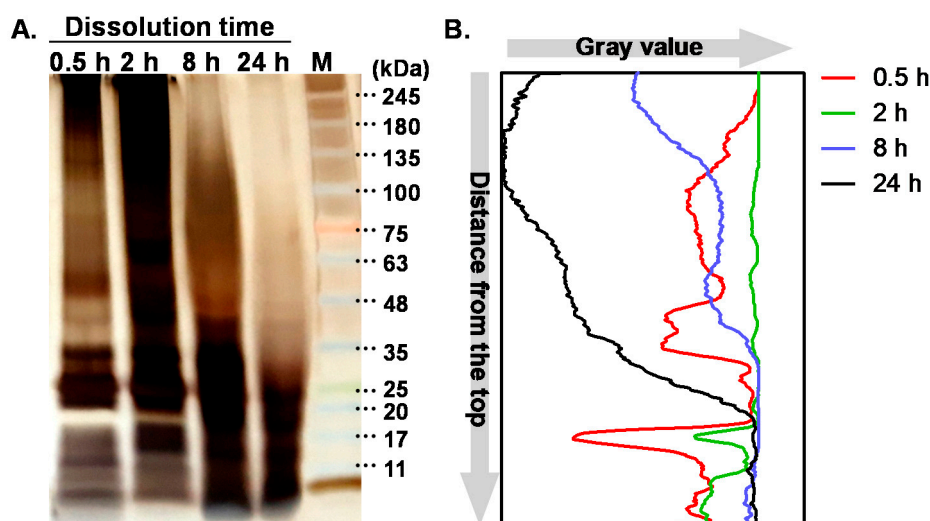 A.
Dissolution time
0.5 h 2 h 8 h 24 h M (kDa)
245
180
135
100
75
63
48
35
25
20
17
11
B.
Gray value
Distance from the top
0.5 h
2 h
8 h
24 h